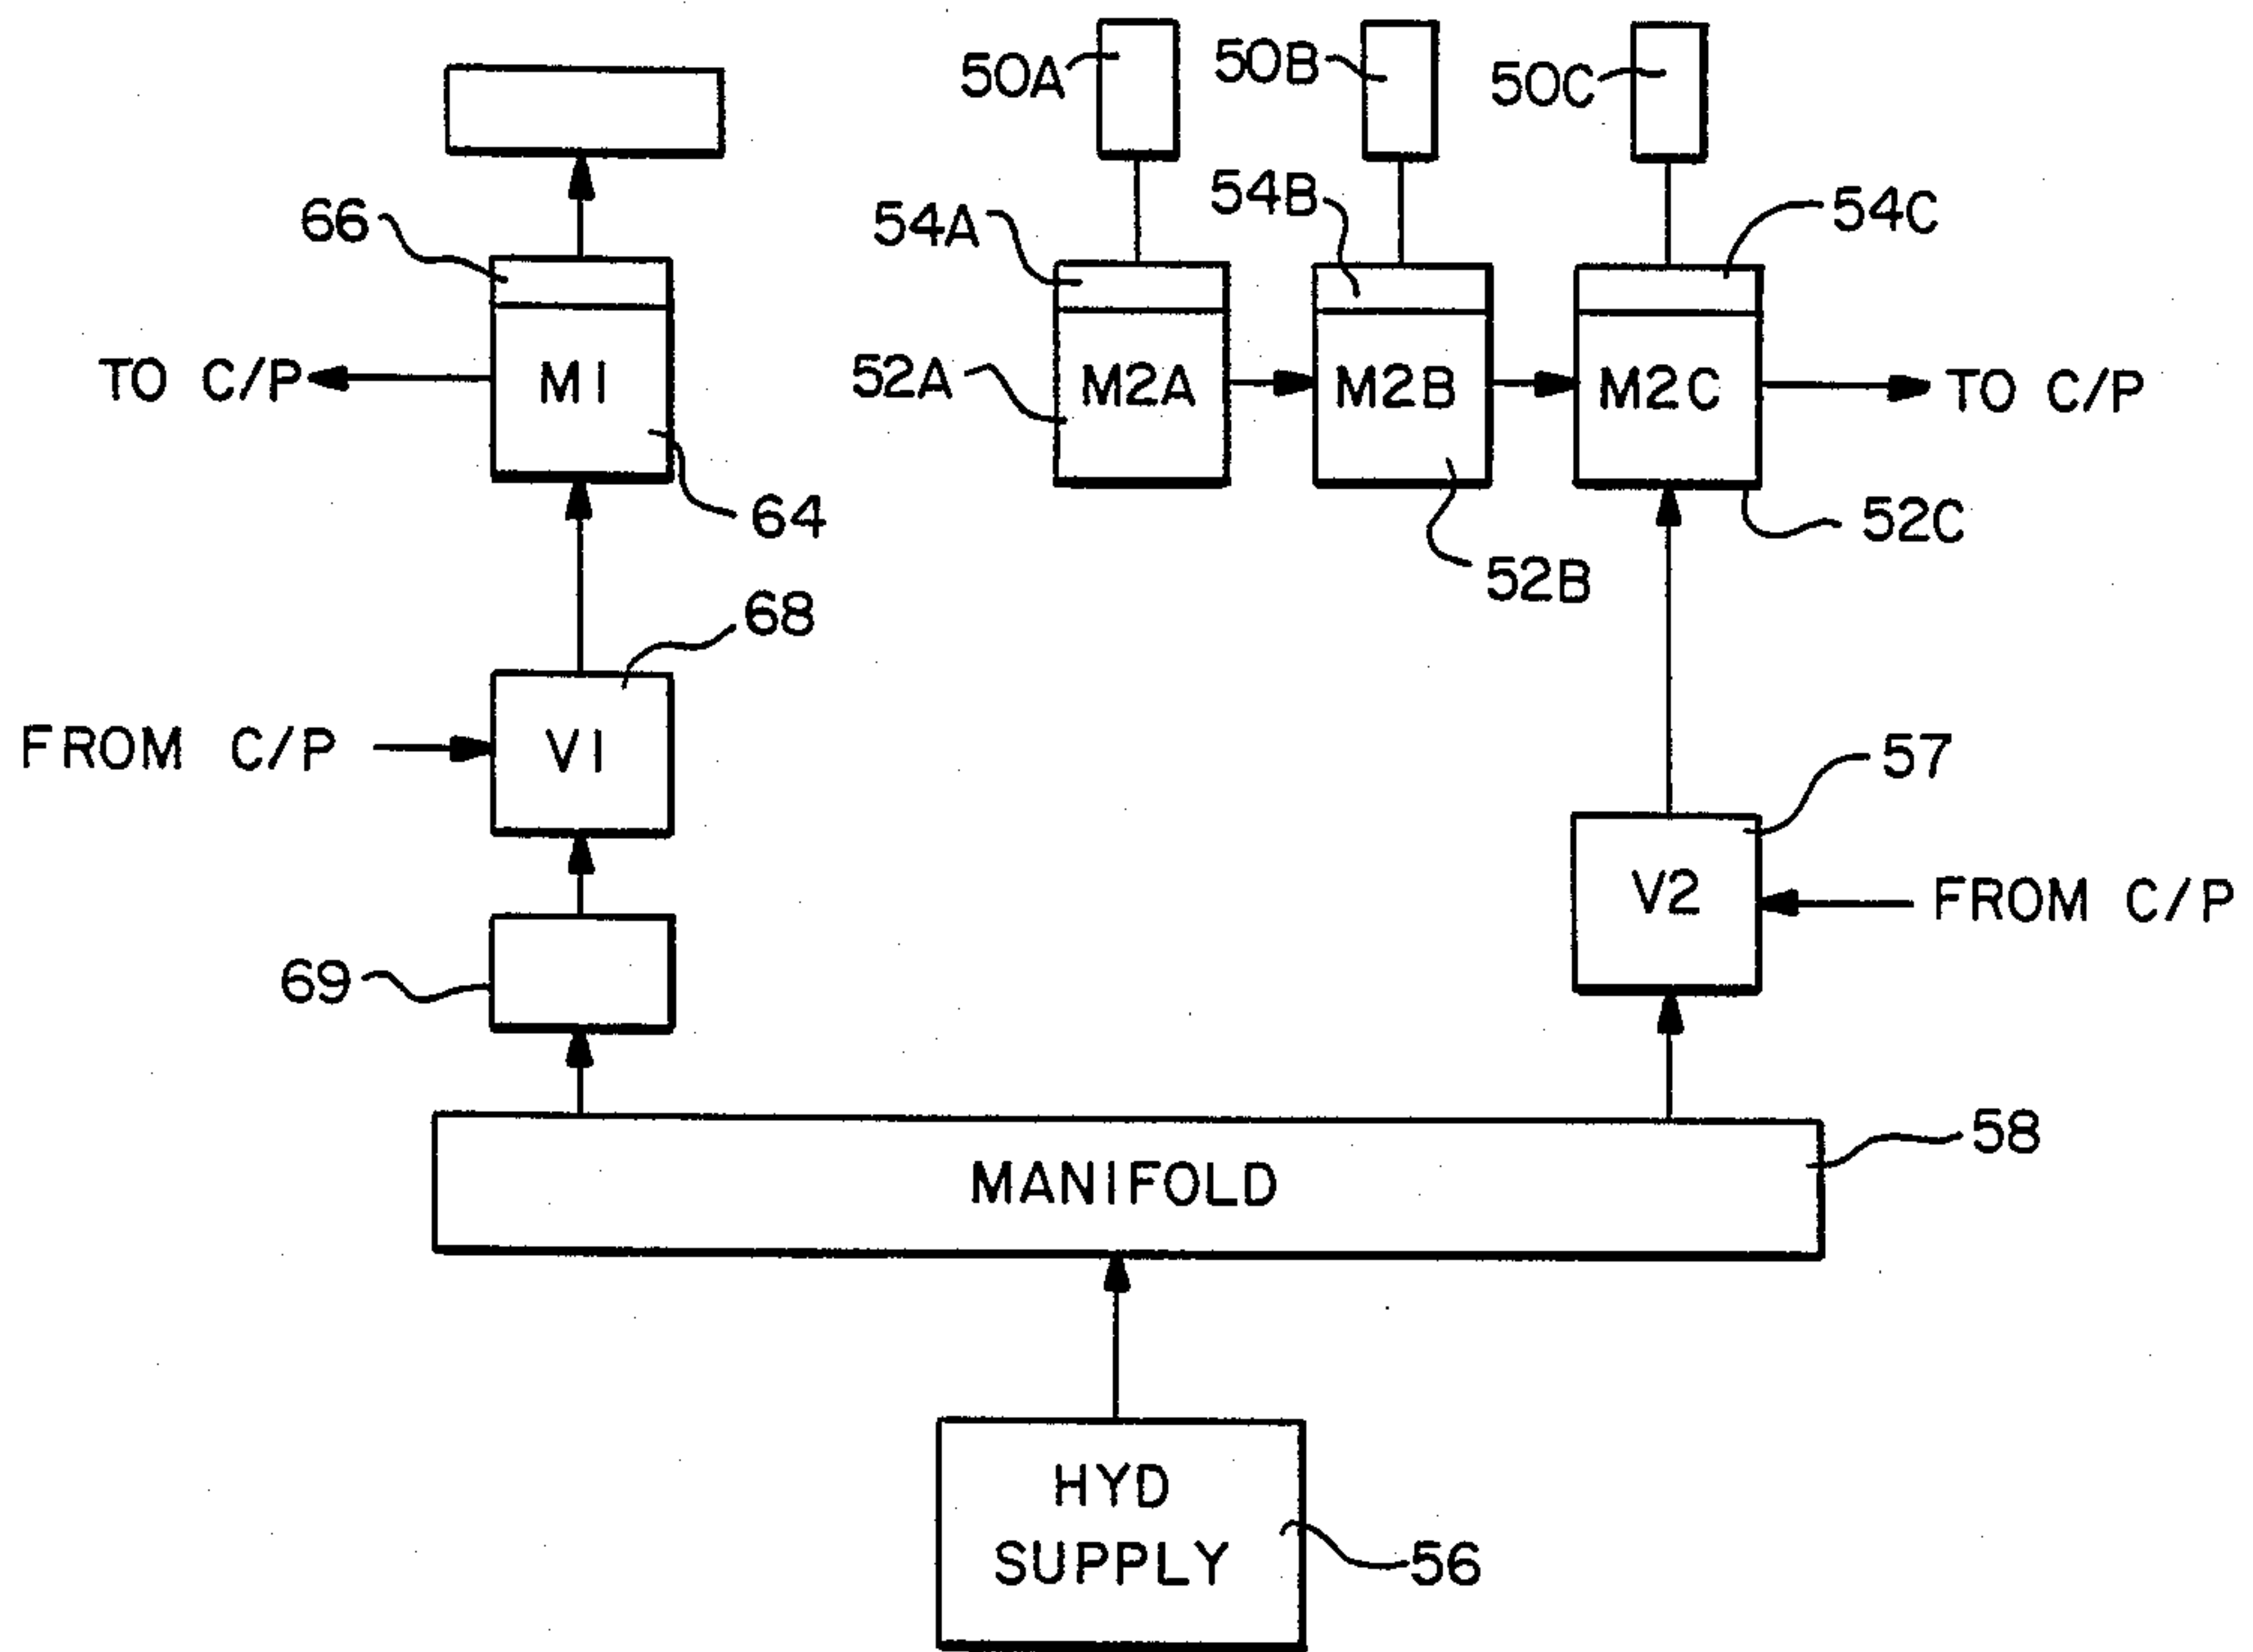 50A
50B
50C
66
54A
54B
54C
TO C/P
M1
52A
M2A
M2B
M2C
TO C/P
64
52C
52B
68
FROM C/P
V1
57
V2
FROM C/P
69
58
MANIFOLD
HYD
SUPPLY
56